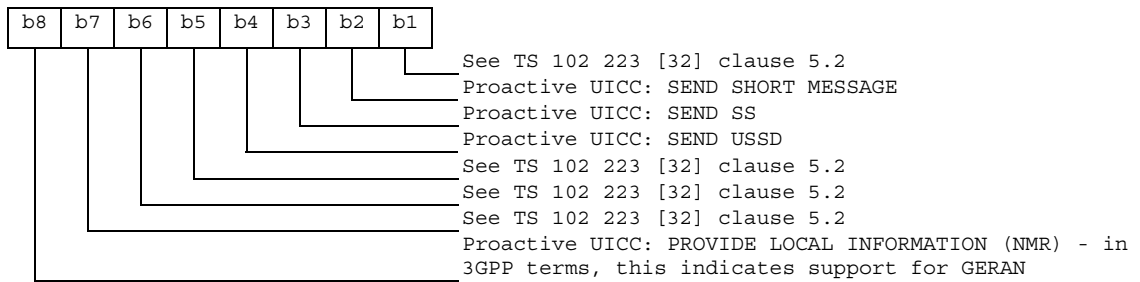 b8 b7 b6 b5 b4 b3 b2 b1
See TS 102 223 [32] clause 5.2
Proactive UICC: SEND SHORT MESSAGE
Proactive UICC: SEND SS
Proactive UICC: SEND USSD
See TS 102 223 [32] clause 5.2
See TS 102 223 [32] clause 5.2
See TS 102 223 [32] clause 5.2
Proactive UICC: PROVIDE LOCAL INFORMATION (NMR) - in
3GPP terms, this indicates support for GERAN